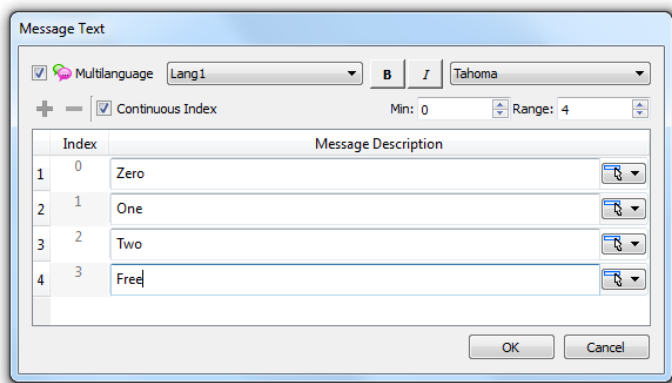 Message Text
Multilanguage Lang1 B I Tahoma
Continuous Index Min: 0 Range: 4
Index Message Description
1 0 Zero
2 1 One
3 2 Two
4 3 Free
OK Cancel